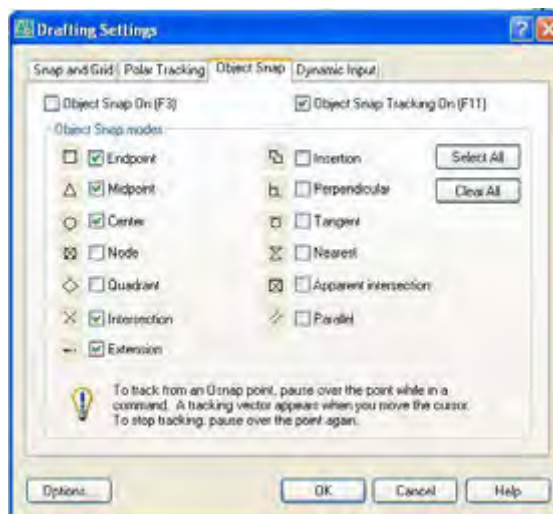 Drafting Settings
Snap and Grid Polar Tracking Object Snap Dynamic Input
Object Snap On (F3) Object Snap Tracking On (F11)
Object Snap modes
Endpoint Insertion Select All
Midpoint Perpendicular Clear All
Center Tangent
Node Nearest
Quadrant Apparent intersection
Intersection Parallel
Extension
To track from an Osnap point, pause over the point while in a
command. A tracking vector appears when you move the cursor.
To stop tracking, pause over the point again.
Options... OK Cancel Help